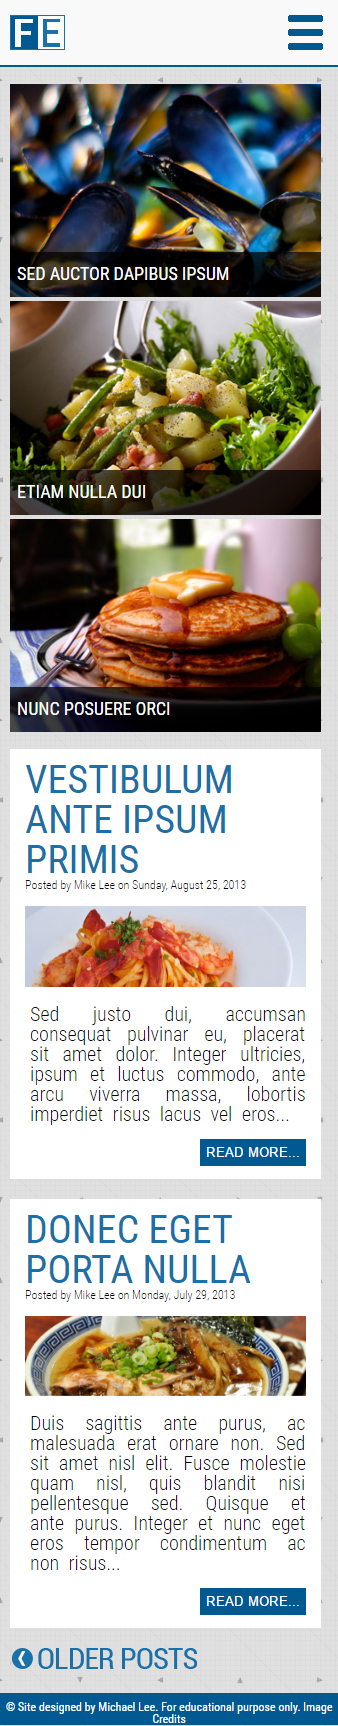 FE
SED AUCTOR DAPIBUS IPSUM
ETIAM NULLA DUI
NUNC POSUERE ORCI
VESTIBULUM
ANTE IPSUM
PRIMIS
Posted by Mike Lee on Sunday, August 25, 2013
Sed justo dui, accumsan
consequat pulvinar eu, placerat
sit amet dolor. Integer ultricies,
ipsum et luctus commodo, ante
arcu viverra massa, lobortis
imperdiet risus lacus vel eros...
READ MORE...
DONEC EGET
PORTA NULLA
Posted by Mike Lee on Monday, July 29, 2013
Duis sagittis ante purus, ac
malesuada erat ornare non. Sed
sit amet nisl elit. Fusce molestie
quam nisl, quis blandit nisi
pellentesque sed. Quisque et
ante purus. Integer et nunc eget
eros tempor condimentum ac
non risus...
READ MORE...
OLDER POSTS
© Site designed by Michael Lee. For educational purpose only. Image
Credits